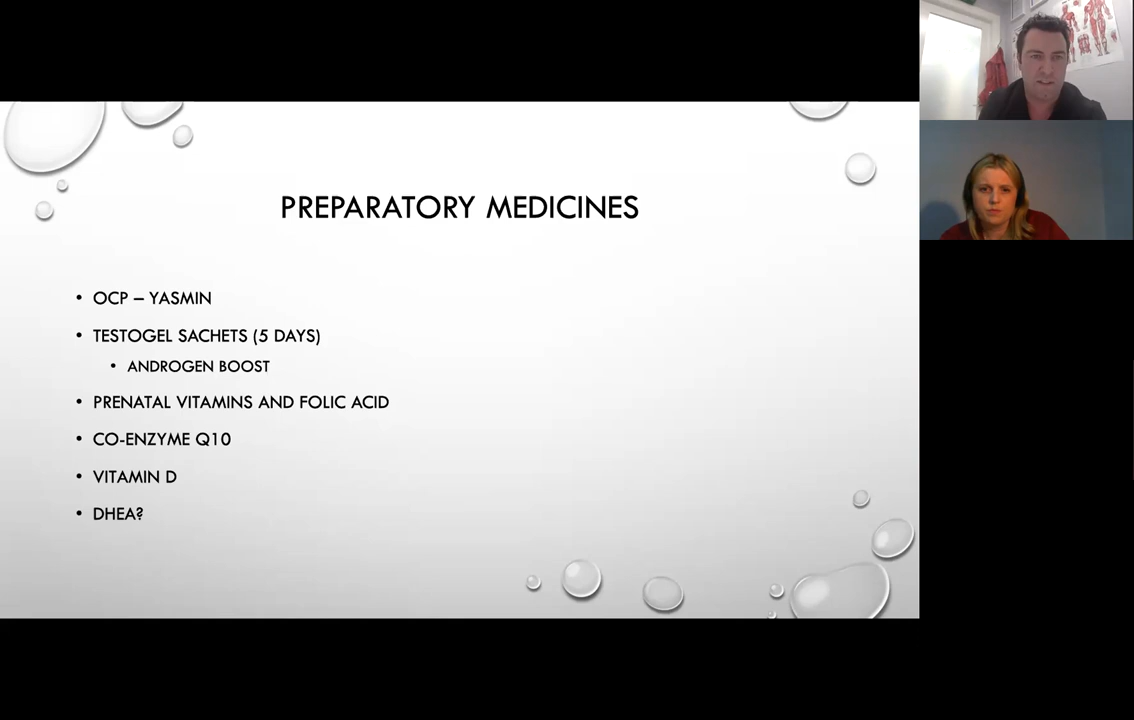 PREPARATORY MEDICINES
• OCP – YASMIN
• TESTOGEL SACHETS (5 DAYS)
• ANDROGEN BOOST
• PRENATAL VITAMINS AND FOLIC ACID
• CO-ENZYME Q10
• VITAMIN D
• DHEA?